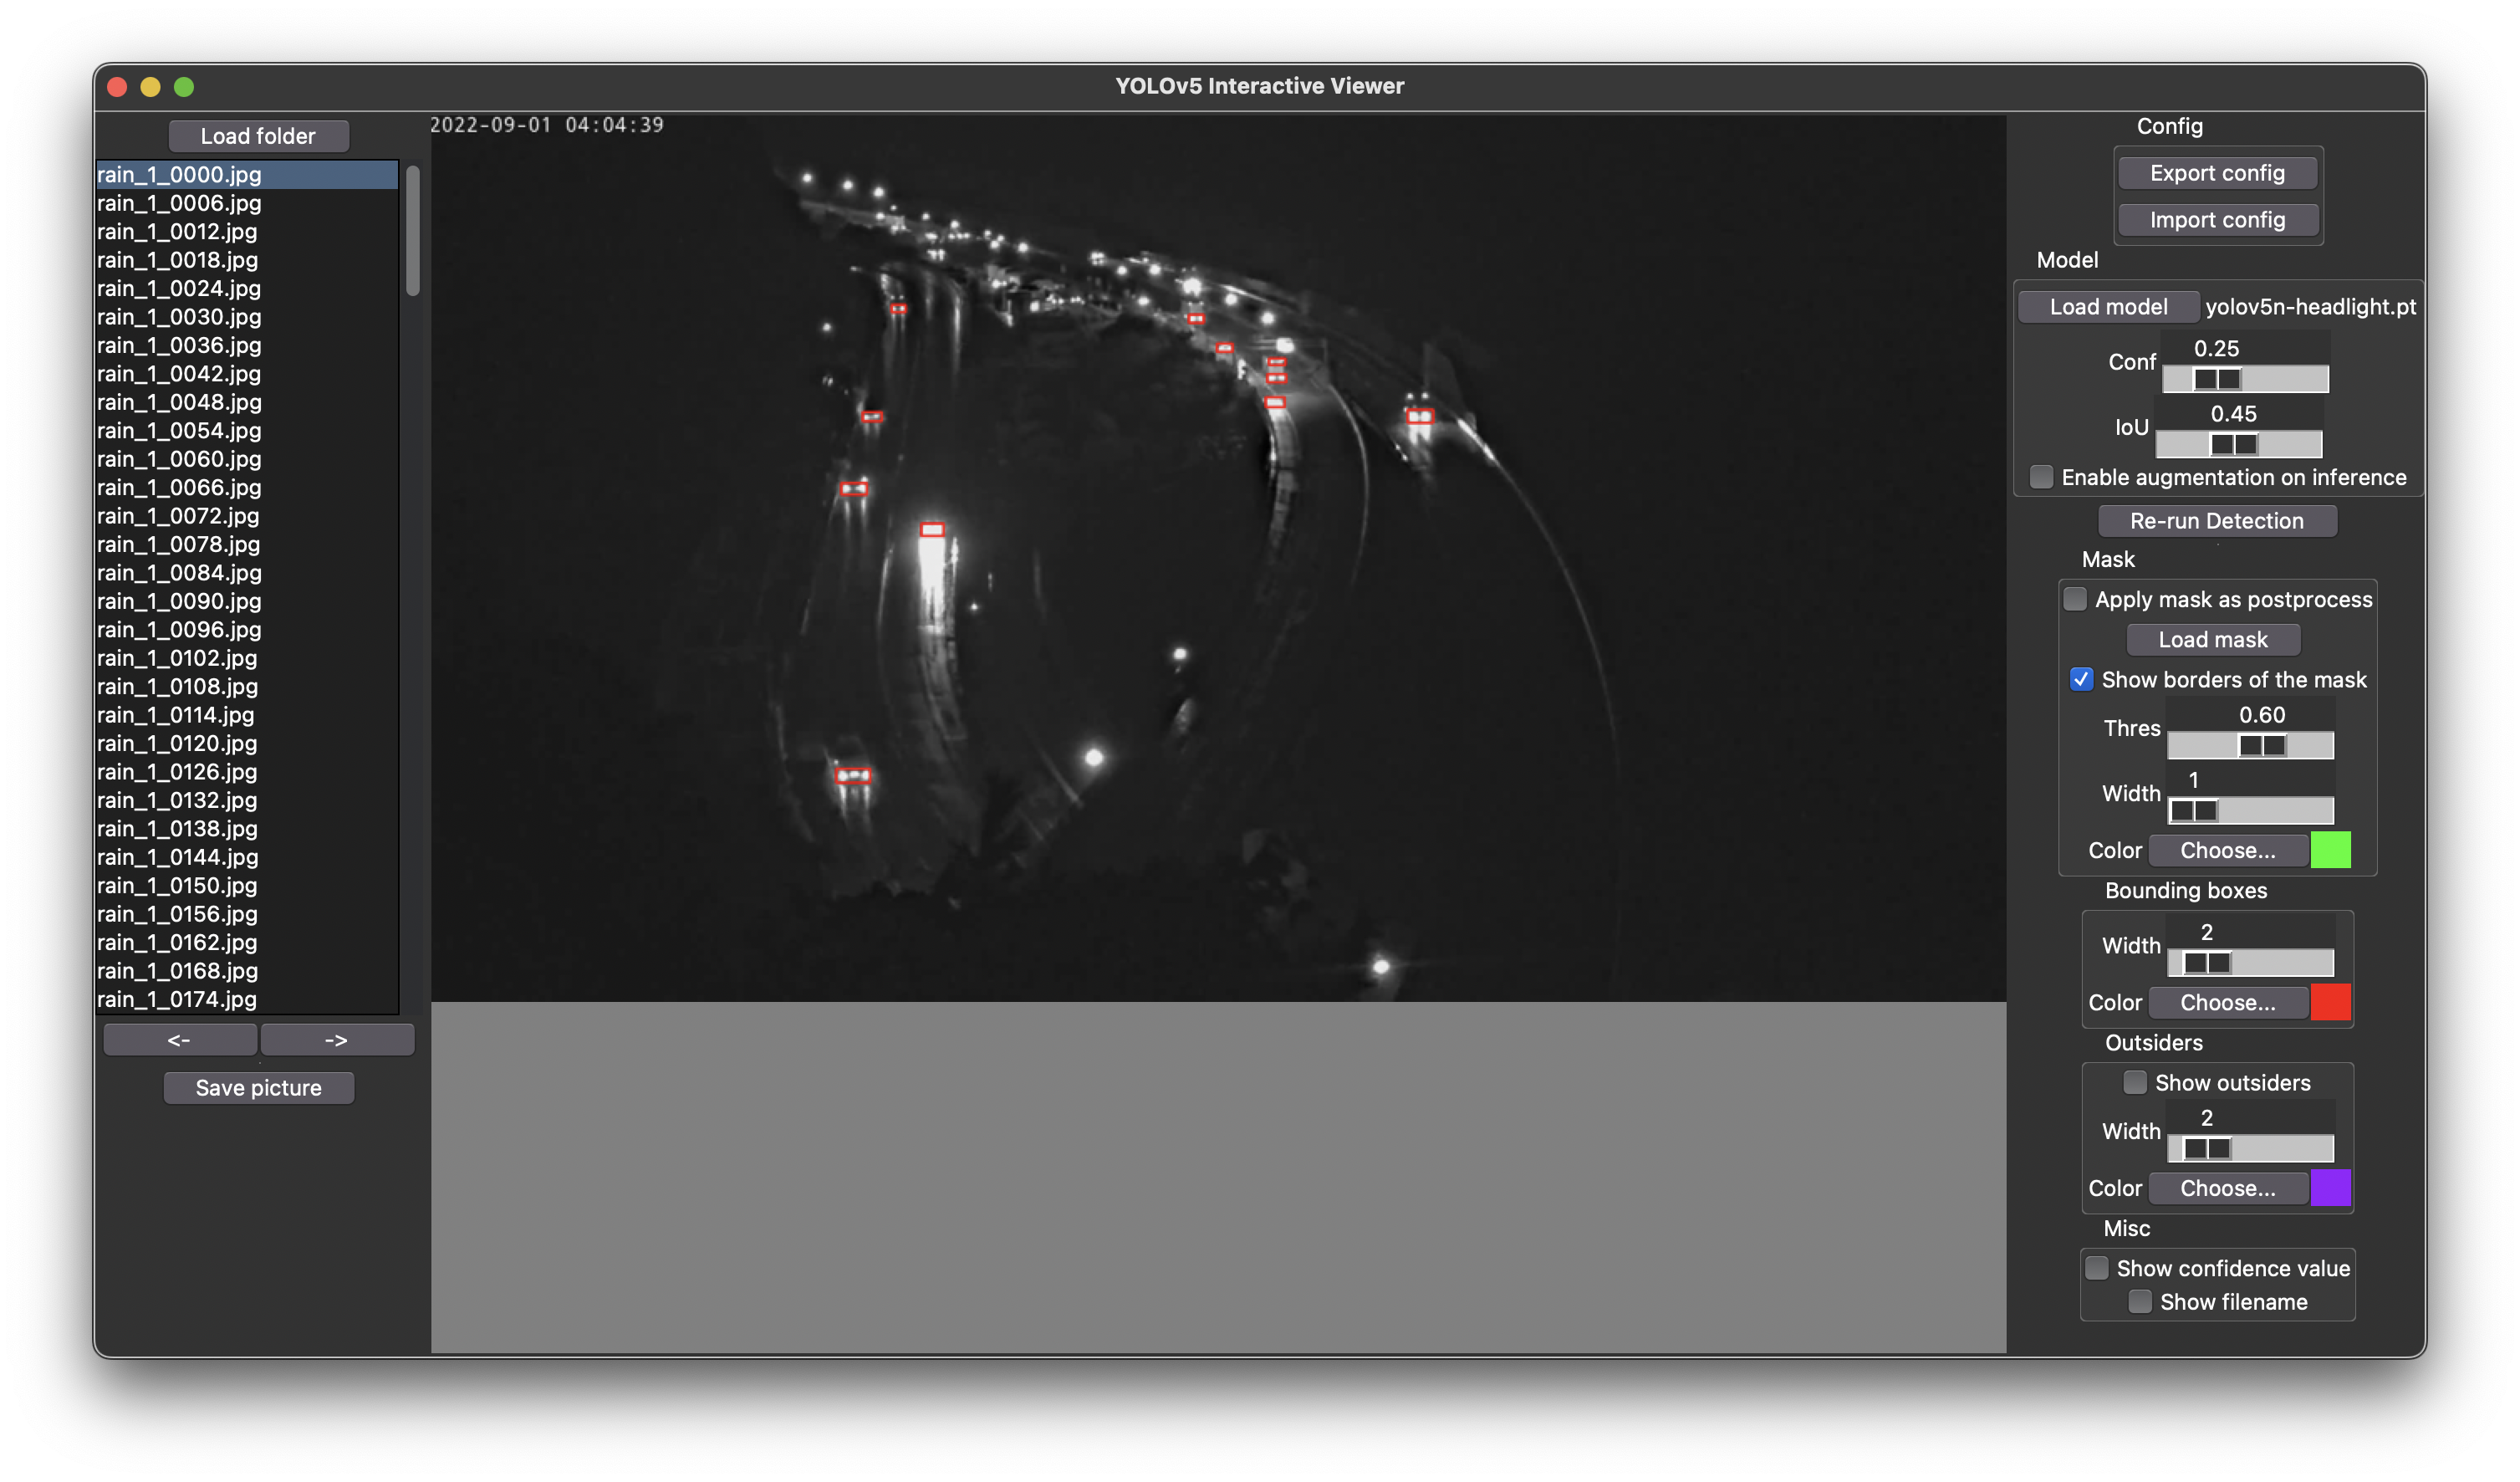 YOLOv5 Interactive Viewer
Load folder
rain_1_0000.jpg
rain_1_0006.jpg
rain_1_0012.jpg
rain_1_0018.jpg
rain_1_0024.jpg
rain_1_0030.jpg
rain_1_0036.jpg
rain_1_0042.jpg
rain_1_0048.jpg
rain_1_0054.jpg
rain_1_0060.jpg
rain_1_0066.jpg
rain_1_0072.jpg
rain_1_0078.jpg
rain_1_0084.jpg
rain_1_0090.jpg
rain_1_0096.jpg
rain_1_0102.jpg
rain_1_0108.jpg
rain_1_0114.jpg
rain_1_0120.jpg
rain_1_0126.jpg
rain_1_0132.jpg
rain_1_0138.jpg
rain_1_0144.jpg
rain_1_0150.jpg
rain_1_0156.jpg
rain_1_0162.jpg
rain_1_0168.jpg
rain_1_0174.jpg
<- ->
Save picture
2022-09-01 04:04:39
Config
Export config
Import config
Model
Load model yolov5n-headlight.pt
0.25
Conf
0.45
IoU
Enable augmentation on inference
Re-run Detection
Mask
Apply mask as postprocess
Load mask
Show borders of the mask
0.60
Thres
1
Width
Color Choose...
Bounding boxes
2
Width
Color Choose...
Outsiders
Show outsiders
2
Width
Color Choose...
Misc
Show confidence value
Show filename